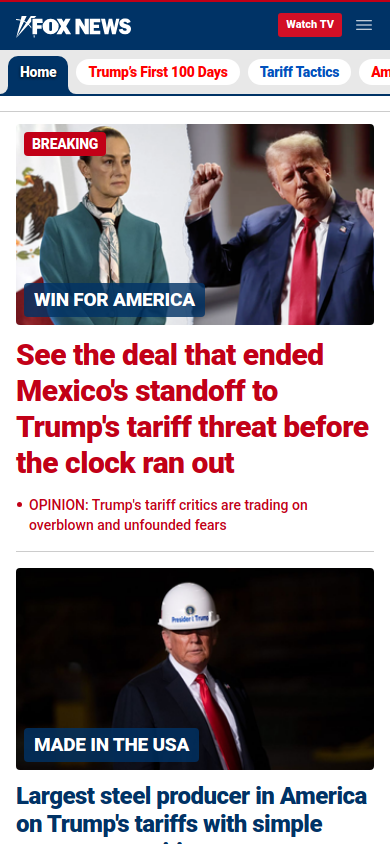 FOX NEWS
Watch TV
Home
Trump's First 100 Days
Tariff Tactics
BREAKING
WIN FOR AMERICA
See the deal that ended
Mexico's standoff to
Trump's tariff threat before
the clock ran out
• OPINION: Trump's tariff critics are trading on
overblown and unfounded fears
President Trump
MADE IN THE USA
Largest steel producer in America
on Trump's tariffs with simple